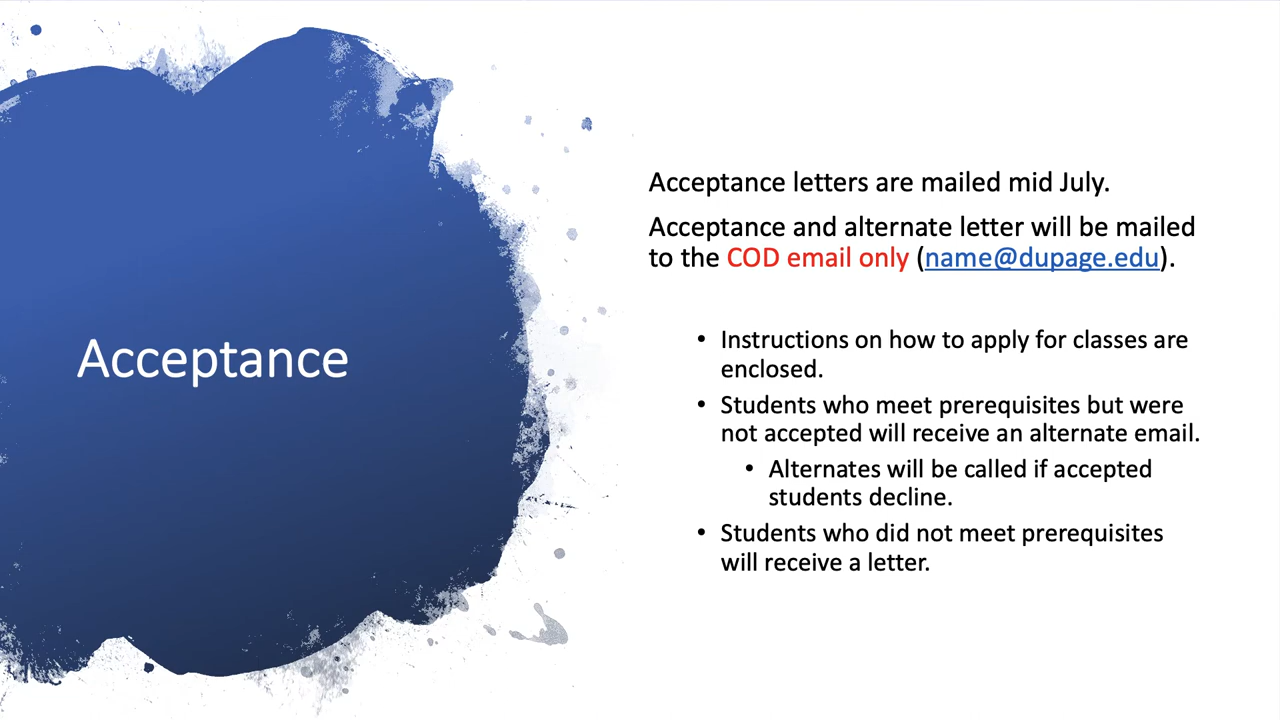 Acceptance
Acceptance letters are mailed mid July.
Acceptance and alternate letter will be mailed
to the COD email only (name@dupage.edu).
• Instructions on how to apply for classes are
enclosed.
• Students who meet prerequisites but were
not accepted will receive an alternate email.
• Alternates will be called if accepted
students decline.
• Students who did not meet prerequisites
will receive a letter.